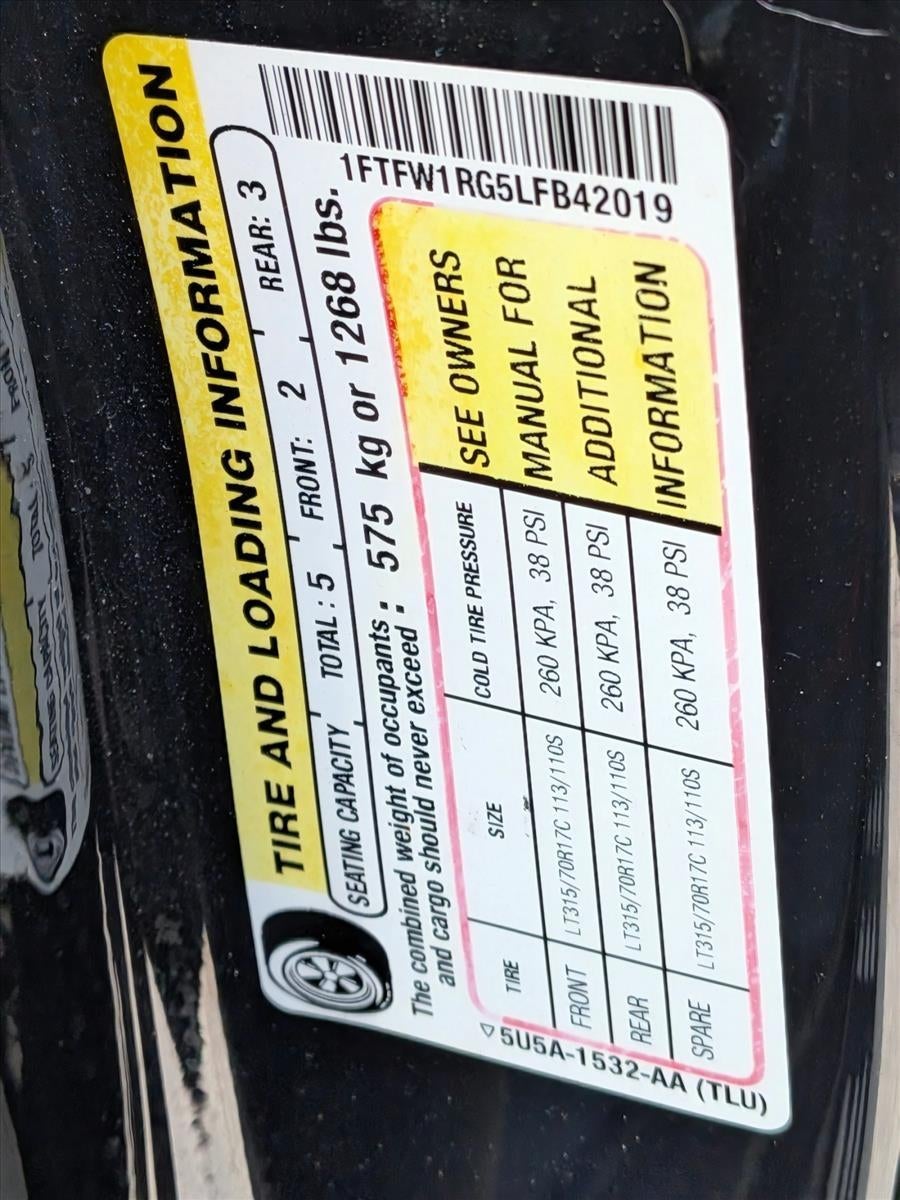 TIRE AND LOADING INFORMATION
SEATING CAPACITY TOTAL: 5 FRONT: 2 REAR: 3
The combined weight of occupants
and cargo should never exceed : 575 kg or 1268 lbs.
1FTFW1RG5LFB42019
TIRE SIZE COLD TIRE PRESSURE
FRONT LT315/70R17C 113/110S 260 KPA, 38 PSI
REAR LT315/70R17C 113/110S 260 KPA, 38 PSI
SPARE LT315/70R17C 113/110S 260 KPA, 38 PSI
SEE OWNERS
MANUAL FOR
ADDITIONAL
INFORMATION
5U5A-1532-AA (TLU)